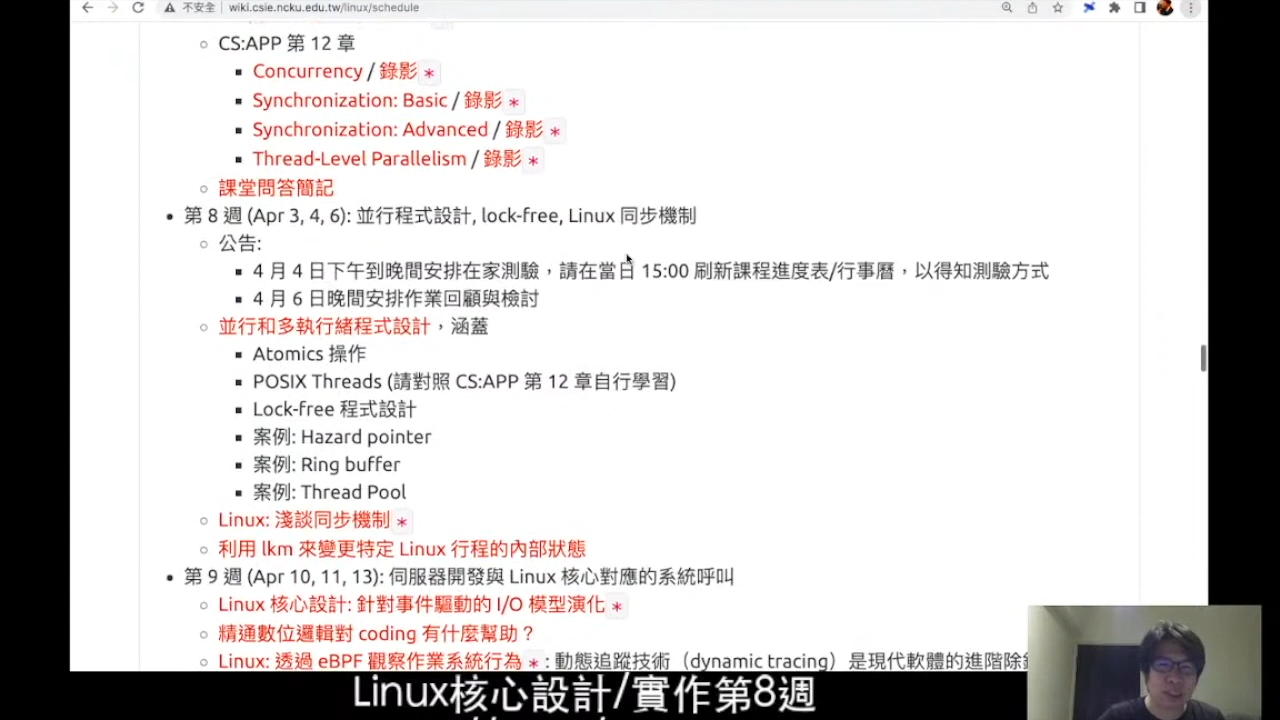 不安全 wiki.csie.ncku.edu.tw/linux/schedule
CS:APP 第 12 章
Concurrency / 錄影 *
Synchronization: Basic / 錄影 *
Synchronization: Advanced / 錄影 *
Thread-Level Parallelism / 錄影 *
課堂問答簡記
第 8 週 (Apr 3, 4, 6): 並行程式設計, lock-free, Linux 同步機制
公告:
4 月 4 日下午到晚間安排在家測驗，請在當日 15:00 刷新課程進度表/行事曆，以得知測驗方式
4 月 6 日晚間安排作業回顧與檢討
並行和多執行緒程式設計，涵蓋
Atomics 操作
POSIX Threads (請對照 CS:APP 第 12 章自行學習)
Lock-free 程式設計
案例: Hazard pointer
案例: Ring buffer
案例: Thread Pool
Linux: 淺談同步機制 *
利用 lkm 來變更特定 Linux 行程的內部狀態
第 9 週 (Apr 10, 11, 13): 伺服器開發與 Linux 核心對應的系統呼叫
Linux 核心設計: 針對事件驅動的 I/O 模型演化 *
精通數位邏輯對 coding 有什麼幫助？
Linux: 透過 eBPF 觀察作業系統行為 * : 動態追蹤技術（dynamic tracing）是現代軟體的進階除
Linux核心設計/實作第8週